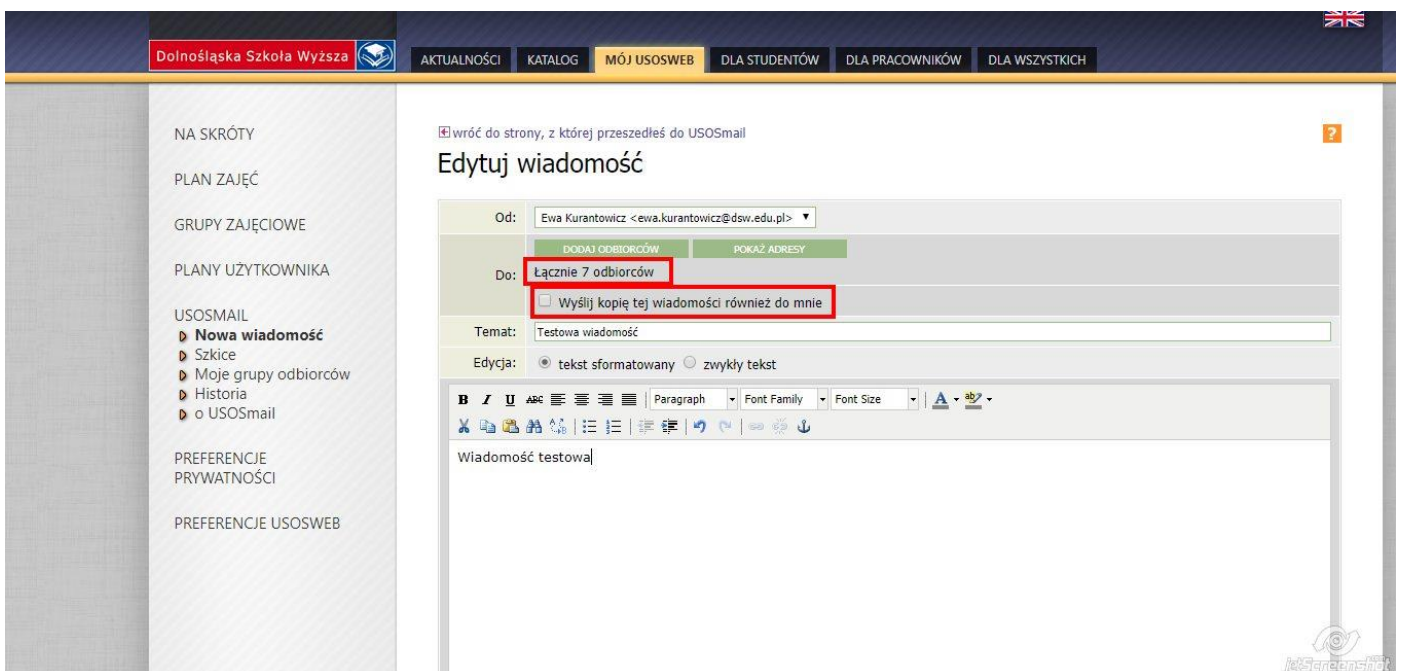 Dolnośląska Szkoła Wyższa
AKTUALNOŚCI KATALOG MÓJ USOSWEB DLA STUDENTÓW DLA PRACOWNIKÓW DLA WSZYSTKICH
NA SKRÓTY
PLAN ZAJĘĆ
GRUPY ZAJĘCIOWE
PLANY UŻYTKOWNIKA
USOSMAIL
Nowa wiadomość
Szkice
Moje grupy odbiorców
Historia
o USOSmail
PREFERENCJE
PRYWATNOŚCI
PREFERENCJE USOSWEB
wróć do strony, z której przeszedłeś do USOSmail
?
Edytuj wiadomość
Od: Ewa Kurantowicz <ewa.kurantowicz@dsw.edu.pl>
DODAJ ODBIORCÓW POKAŻ ADRESY
Do: Łącznie 7 odbiorców
Wyślij kopię tej wiadomości również do mnie
Temat: Testowa wiadomość
Edycja: tekst sformatowany zwykły tekst
B I U ABC Paragraph Font Family Font Size A ab
Wiadomość testowa
jetScreenshot